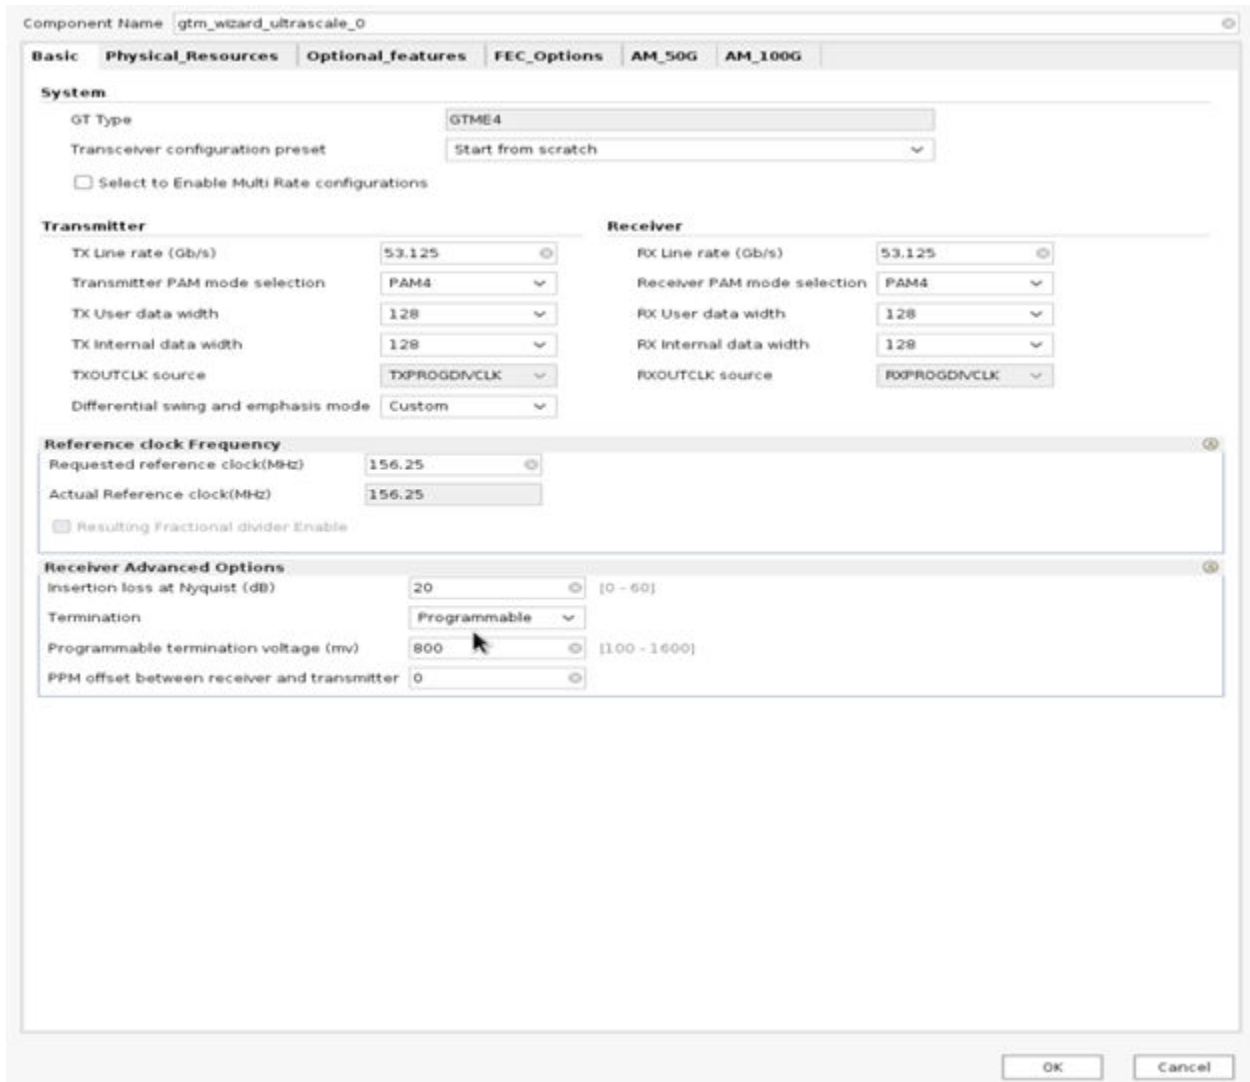 Component Name gtm_wizard_ultrascale_0
Basic Physical_Resources Optional_features FEC_Options AM_50G AM_100G
System
GT Type GTME4
Transceiver configuration preset Start from scratch
Select to Enable Multi Rate configurations
Transmitter Receiver
TX Line rate (Gb/s) 53.125 RX Line rate (Gb/s) 53.125
Transmitter PAM mode selection PAM4 Receiver PAM mode selection PAM4
TX User data width 128 RX User data width 128
TX Internal data width 128 RX Internal data width 128
TXOUTCLK source TXPROGDIVCLK RXOUTCLK source RXPROGDIVCLK
Differential swing and emphasis mode Custom
Reference clock Frequency
Requested reference clock(MHz) 156.25
Actual Reference clock(MHz) 156.25
Resulting Fractional divider Enable
Receiver Advanced Options
Insertion loss at Nyquist (dB) 20 [0 - 60]
Termination Programmable
Programmable termination voltage (mv) 800 [100 - 1600]
PPM offset between receiver and transmitter 0
OK Cancel